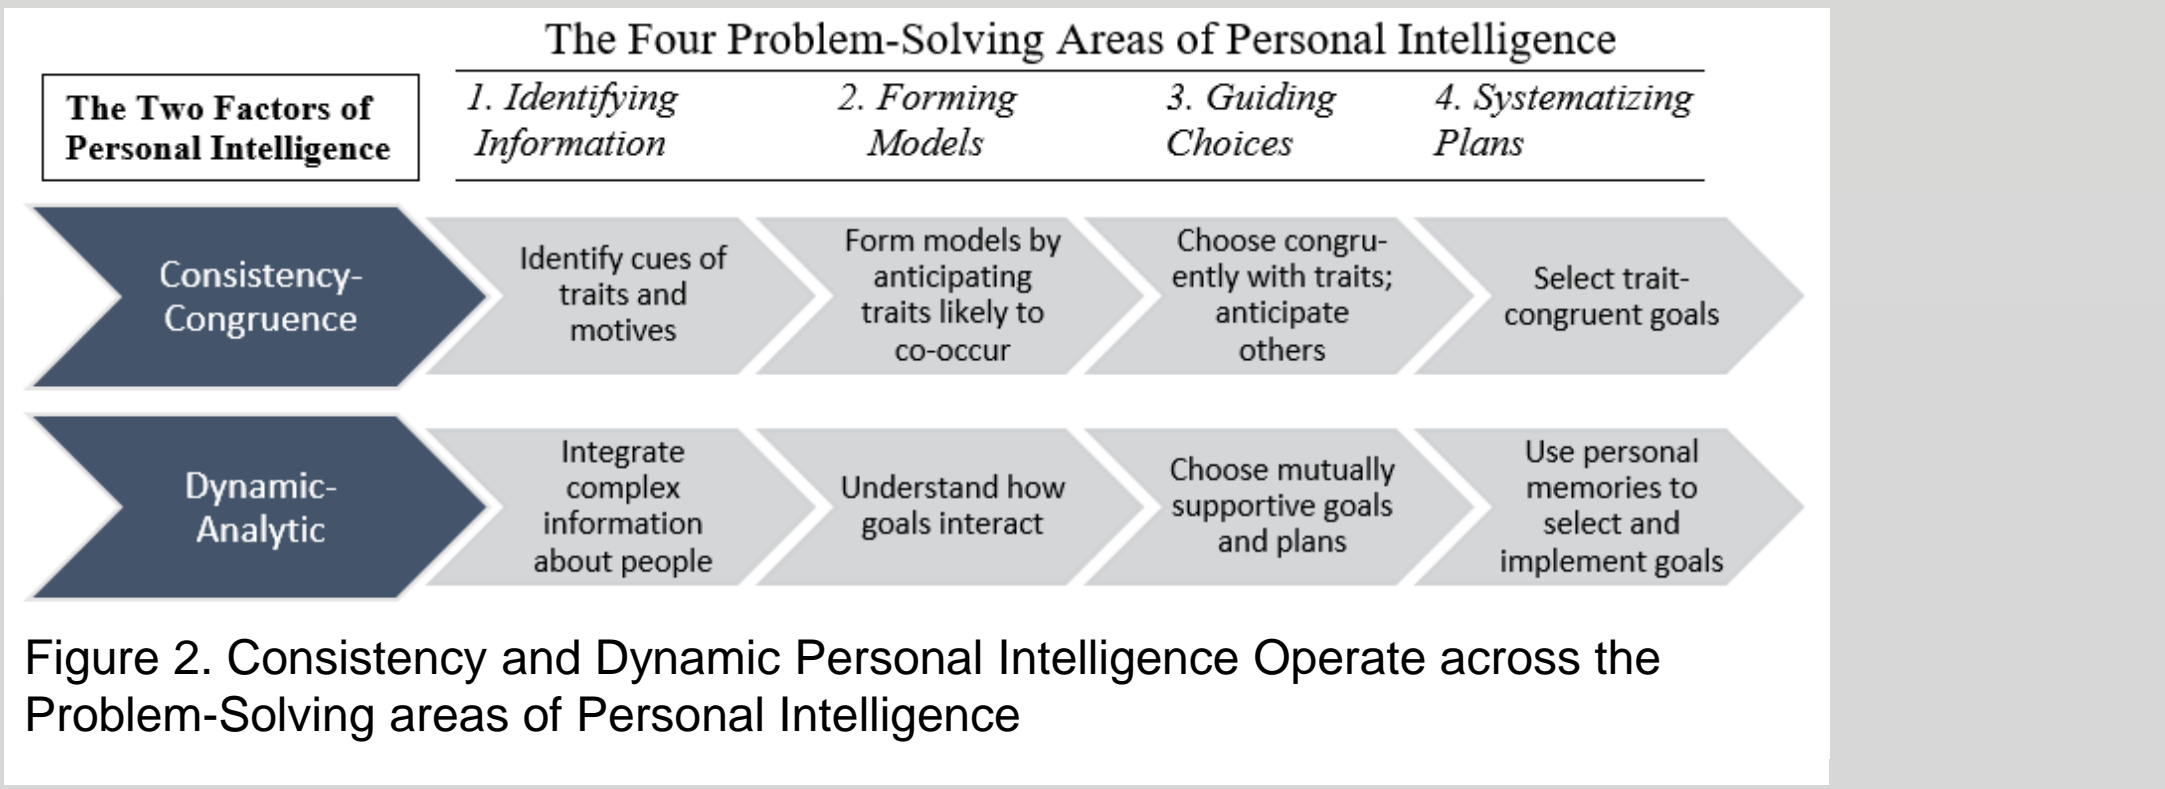 The Four Problem-Solving Areas of Personal Intelligence
The Two Factors of
Personal Intelligence
1. Identifying
Information
2. Forming
Models
3. Guiding
Choices
4. Systematizing
Plans
Consistency-
Congruence
Identify cues of
traits and
motives
Form models by
anticipating
traits likely to
co-occur
Choose congru-
ently with traits;
anticipate
others
Select trait-
congruent goals
Dynamic-
Analytic
Integrate
complex
information
about people
Understand how
goals interact
Choose mutually
supportive goals
and plans
Use personal
memories to
select and
implement goals
Figure 2. Consistency and Dynamic Personal Intelligence Operate across the
Problem-Solving areas of Personal Intelligence